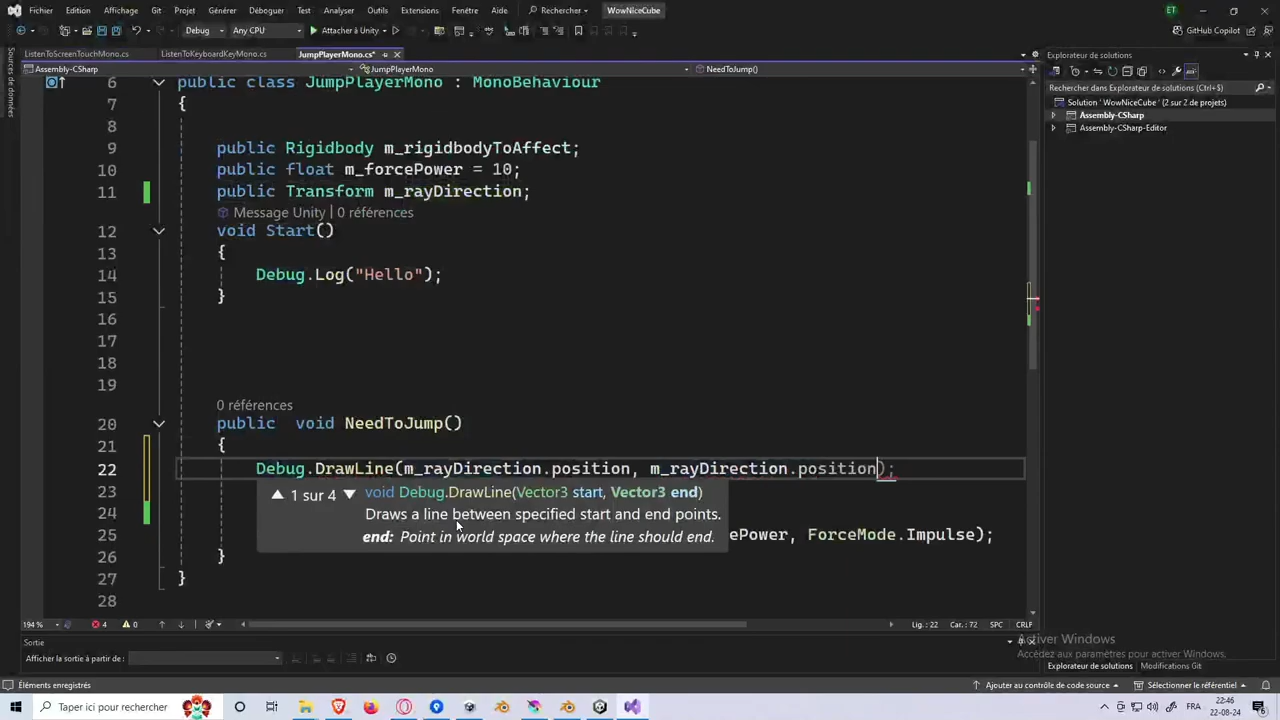 Fichier Edition Affichage Git Projet Générer Déboguer Test Analyser Outils Extensions Fenêtre Aide Rechercher WowNiceCube ET
Debug Any CPU Attacher à Unity GitHub Copilot
Sources de données
ListenToScreenTouchMono.cs ListenToKeyboardKeyMono.cs JumpPlayerMono.cs*
Assembly-CSharp JumpPlayerMono NeedToJump()
Explorateur de solutions
Rechercher dans Explorateur de solutions (Ctrl+$)
Solution 'WowNiceCube' (2 sur 2 de projets)
Assembly-CSharp
Assembly-CSharp-Editor
6 public class JumpPlayerMono : MonoBehaviour
7 {
8
9 public Rigidbody m_rigidbodyToAffect;
10 public float m_forcePower = 10;
11 public Transform m_rayDirection;
Message Unity | 0 références
12 void Start()
13 {
14 Debug.Log("Hello");
15 }
16
17
18
19
0 références
20 public void NeedToJump()
21 {
22 Debug.DrawLine(m_rayDirection.position, m_rayDirection.position);
23
24
25 ePower, ForceMode.Impulse);
26 }
27 }
28
1 sur 4 void Debug.DrawLine(Vector3 start, Vector3 end)
Draws a line between specified start and end points.
end: Point in world space where the line should end.
194 % 4 0 Lig : 22 Car. : 72 SPC CRLF
Sortie
Afficher la sortie à partir de :
Activer Windows
Accédez aux paramètres pour activer Windows.
Explorateur de solutions Modifications Git
Éléments enregistrés Ajouter au contrôle de code source Sélectionner le référentiel
Taper ici pour rechercher FRA 22:46
22-08-24